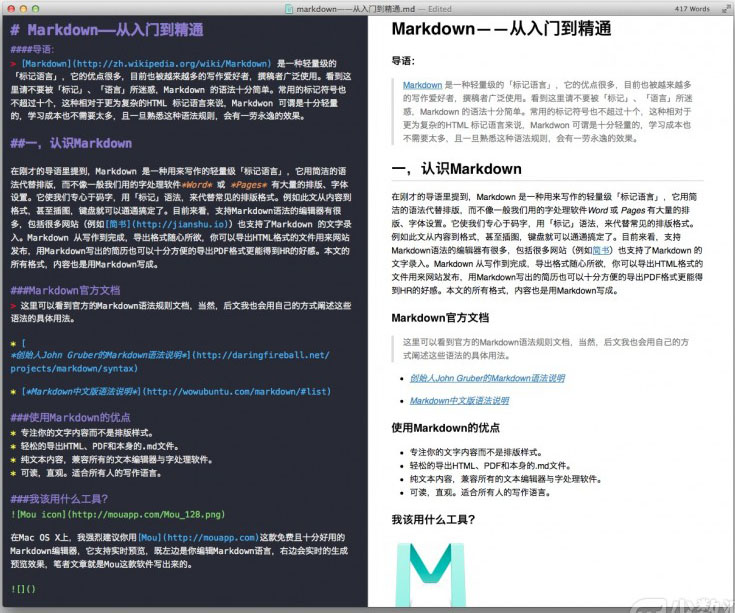 markdown——从入门到精通.md — Edited
417 Words
# Markdown——从入门到精通
####导语：
> [Markdown](http://zh.wikipedia.org/wiki/Markdown) 是一种轻量级的
「标记语言」，它的优点很多，目前也被越来越多的写作爱好者，撰稿者广泛使用。看到这
里请不要被「标记」、「语言」所迷惑，Markdown 的语法十分简单。常用的标记符号也
不超过十个，这种相对于更为复杂的HTML 标记语言来说，Markdwon 可谓是十分轻量
的，学习成本也不需要太多，且一旦熟悉这种语法规则，会有一劳永逸的效果。
##一，认识Markdown
在刚才的导语里提到，Markdown 是一种用来写作的轻量级「标记语言」，它用简洁的语
法代替排版，而不像一般我们用的字处理软件*Word* 或 *Pages* 有大量的排版、字体
设置。它使我们专心于码字，用「标记」语法，来代替常见的排版格式。例如此文从内容到
格式，甚至插图，键盘就可以通通搞定了。目前来看，支持Markdown语法的编辑器有很
多，包括很多网站（例如[简书](http://jianshu.io)）也支持了Markdown 的文字录
入。Markdown 从写作到完成，导出格式随心所欲，你可以导出HTML格式的文件用来网站
发布，用Markdown写出的简历也可以十分方便的导出PDF格式更能得到HR的好感。本文的
所有格式，内容也是用Markdown写成。
###Markdown官方文档
> 这里可以看到官方的Markdown语法规则文档，当然，后文我也会用自己的方式阐述这些
语法的具体用法。
* [
*创始人John Gruber的Markdown语法说明*](http://daringfireball.net/
projects/markdown/syntax)
* [*Markdown中文版语法说明*](http://wowubuntu.com/markdown/#list)
###使用Markdown的优点
* 专注你的文字内容而不是排版样式。
* 轻松的导出HTML、PDF和本身的.md文件。
* 纯文本内容，兼容所有的文本编辑器与字处理软件。
* 可读，直观。适合所有人的写作语言。
###我该用什么工具？
![Mou icon](http://mouapp.com/Mou_128.png)
在Mac OS X上，我强烈建议你用[Mou](http://mouapp.com)这款免费且十分好用的
Markdown编辑器，它支持实时预览，既左边是你编辑Markdown语言，右边会实时的生成
预览效果，笔者文章就是Mou这款软件写出来的。
![]()
Markdown——从入门到精通
导语：
Markdown 是一种轻量级的「标记语言」，它的优点很多，目前也被越来越多
的写作爱好者，撰稿者广泛使用。看到这里请不要被「标记」、「语言」所迷
惑，Markdown 的语法十分简单。常用的标记符号也不超过十个，这种相对于
更为复杂的HTML 标记语言来说，Markdwon 可谓是十分轻量的，学习成本也
不需要太多，且一旦熟悉这种语法规则，会有一劳永逸的效果。
一，认识Markdown
在刚才的导语里提到，Markdown 是一种用来写作的轻量级「标记语言」，它用简
洁的语法代替排版，而不像一般我们用的字处理软件Word 或 Pages 有大量的排
版、字体设置。它使我们专心于码字，用「标记」语法，来代替常见的排版格式。
例如此文从内容到格式，甚至插图，键盘就可以通通搞定了。目前来看，支持
Markdown语法的编辑器有很多，包括很多网站（例如简书）也支持了Markdown 的
文字录入。Markdown 从写作到完成，导出格式随心所欲，你可以导出HTML格式的
文件用来网站发布，用Markdown写出的简历也可以十分方便的导出PDF格式更能得
到HR的好感。本文的所有格式，内容也是用Markdown写成。
Markdown官方文档
这里可以看到官方的Markdown语法规则文档，当然，后文我也会用自己的方
式阐述这些语法的具体用法。
• 创始人John Gruber的Markdown语法说明
• Markdown中文版语法说明
使用Markdown的优点
• 专注你的文字内容而不是排版样式。
• 轻松的导出HTML、PDF和本身的.md文件。
• 纯文本内容，兼容所有的文本编辑器与字处理软件。
• 可读，直观。适合所有人的写作语言。
我该用什么工具？